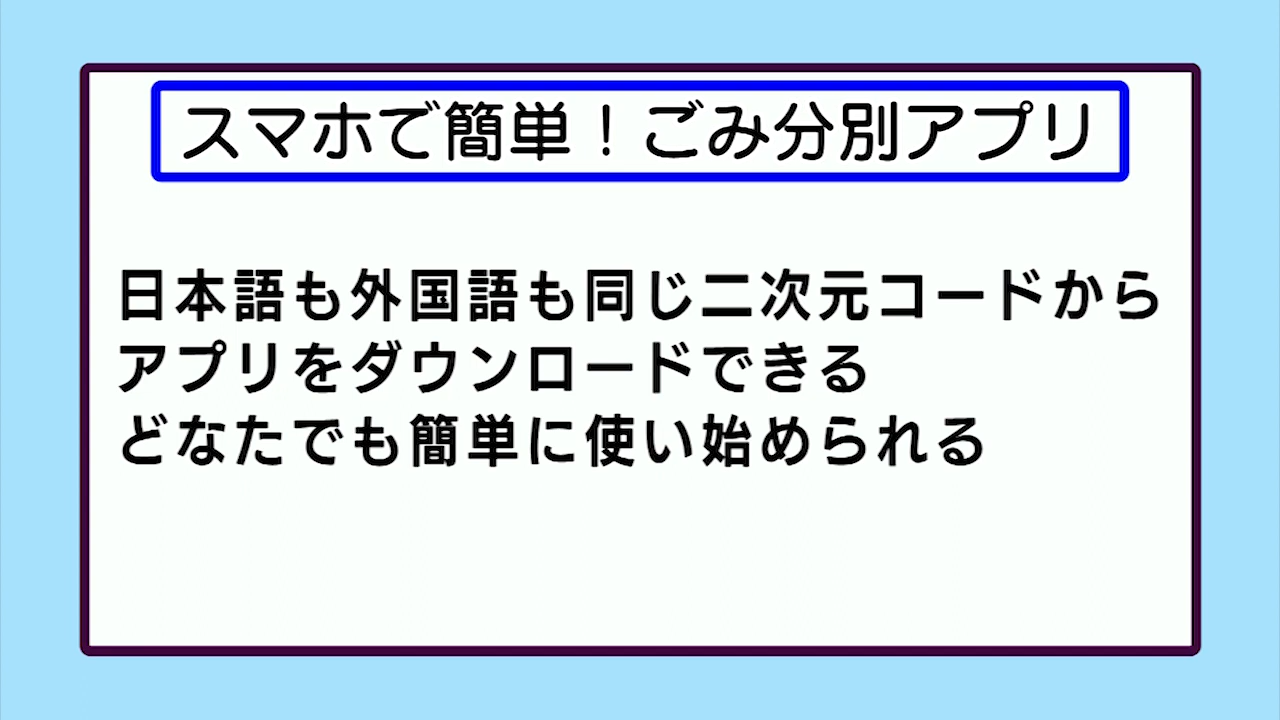 スマホで簡単！ごみ分別アプリ
日本語も外国語も同じ二次元コードから
アプリをダウンロードできる
どなたでも簡単に使い始められる